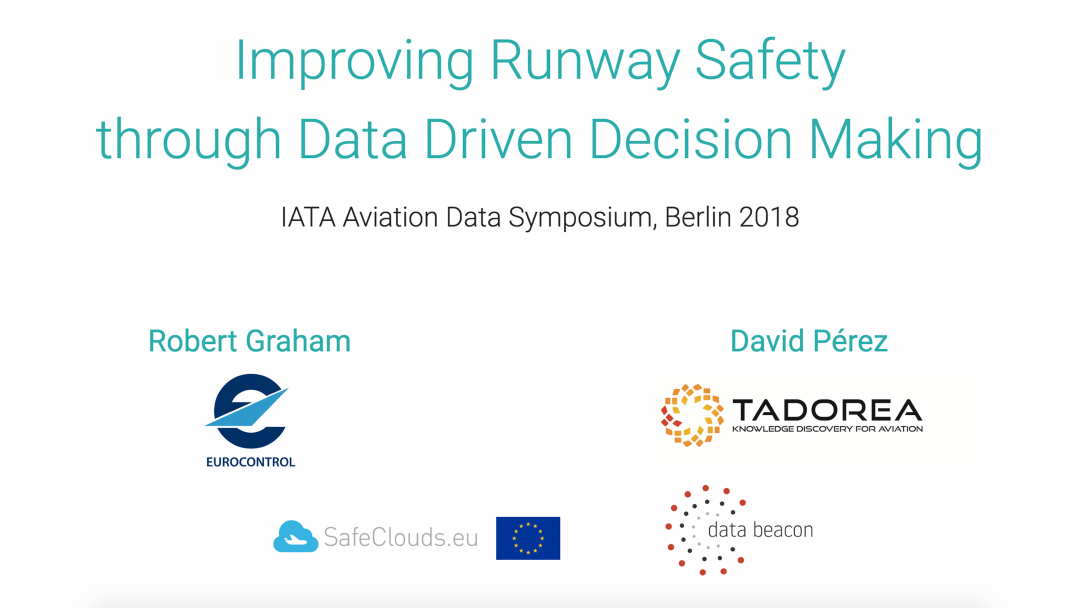 Improving Runway Safety
through Data Driven Decision Making
IATA Aviation Data Symposium, Berlin 2018
Robert Graham
David Pérez
EUROCONTROL
TADOREA
KNOWLEDGE DISCOVERY FOR AVIATION
SafeClouds.eu
data beacon